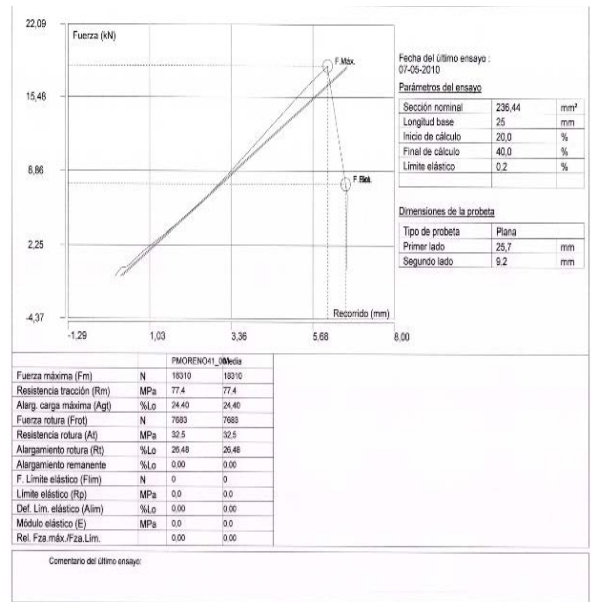 22,09
Fuerza (kN)
F.Máx.
15,48
8,86
F.Rot.
2,25
-4,37
Recorrido (mm)
-1,29 1,03 3,36 5,68 8,00
Fecha del último ensayo :
07-05-2010
Parámetros del ensayo
Sección nominal 236,44 mm²
Longitud base 25 mm
Inicio de cálculo 20,0 %
Final de cálculo 40,0 %
Límite elástico 0,2 %
Dimensiones de la probeta
Tipo de probeta Plana
Primer lado 25,7 mm
Segundo lado 9,2 mm
PMORENO41_ Media
Fuerza máxima (Fm) N 18310 18310
Resistencia tracción (Rm) MPa 77.4 77.4
Alarg. carga máxima (Agt) %Lo 24.40 24,40
Fuerza rotura (Frot) N 7683 7683
Resistencia rotura (At) MPa 32.5 32,5
Alargamiento rotura (Rt) %Lo 26,48 26,48
Alargamiento remanente %Lo 0,00 0.00
F. Límite elástico (Flim) N 0 0
Límite elástico (Rp) MPa 0,0 0.0
Def. Lím. elástico (Alim) %Lo 0,00 0.00
Módulo elástico (E) MPa 0,0 0.0
Rel. Fza.máx./Fza.Lím. 0,00 0.00
Comentario del último ensayo: